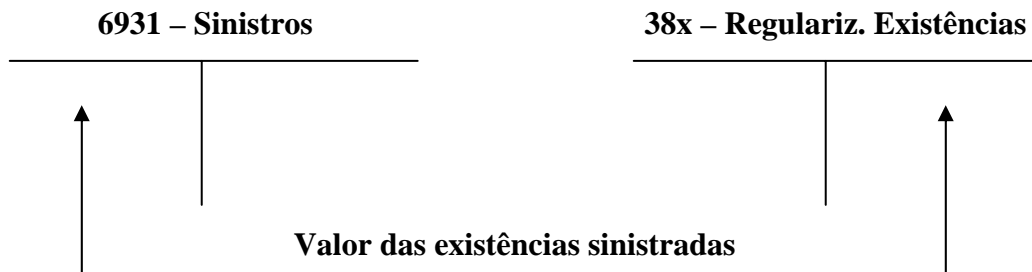 6931 – Sinistros
38x – Regulariz. Existências
Valor das existências sinistradas